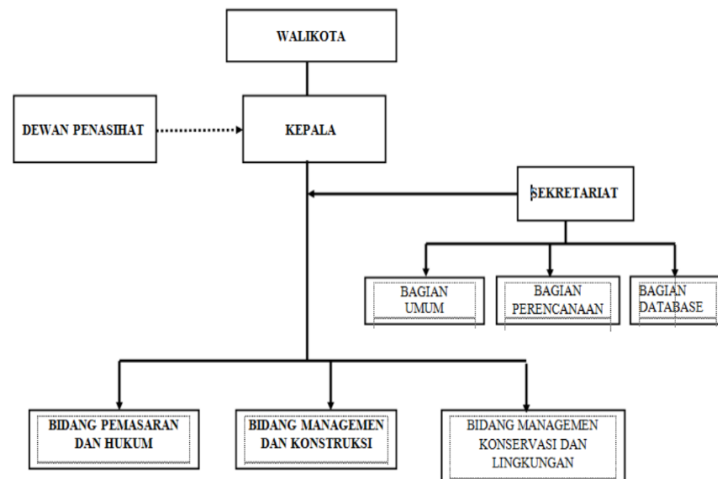 WALIKOTA
DEWAN PENASIHAT
KEPALA
SEKRETARIAT
BAGIAN
UMUM
BAGIAN
PERENCANAAN
BAGIAN
DATABASE
BIDANG PEMASARAN
DAN HUKUM
BIDANG MANAGEMEN
DAN KONSTRUKSI
BIDANG MANAGEMEN
KONSERVASI DAN
LINGKUNGAN